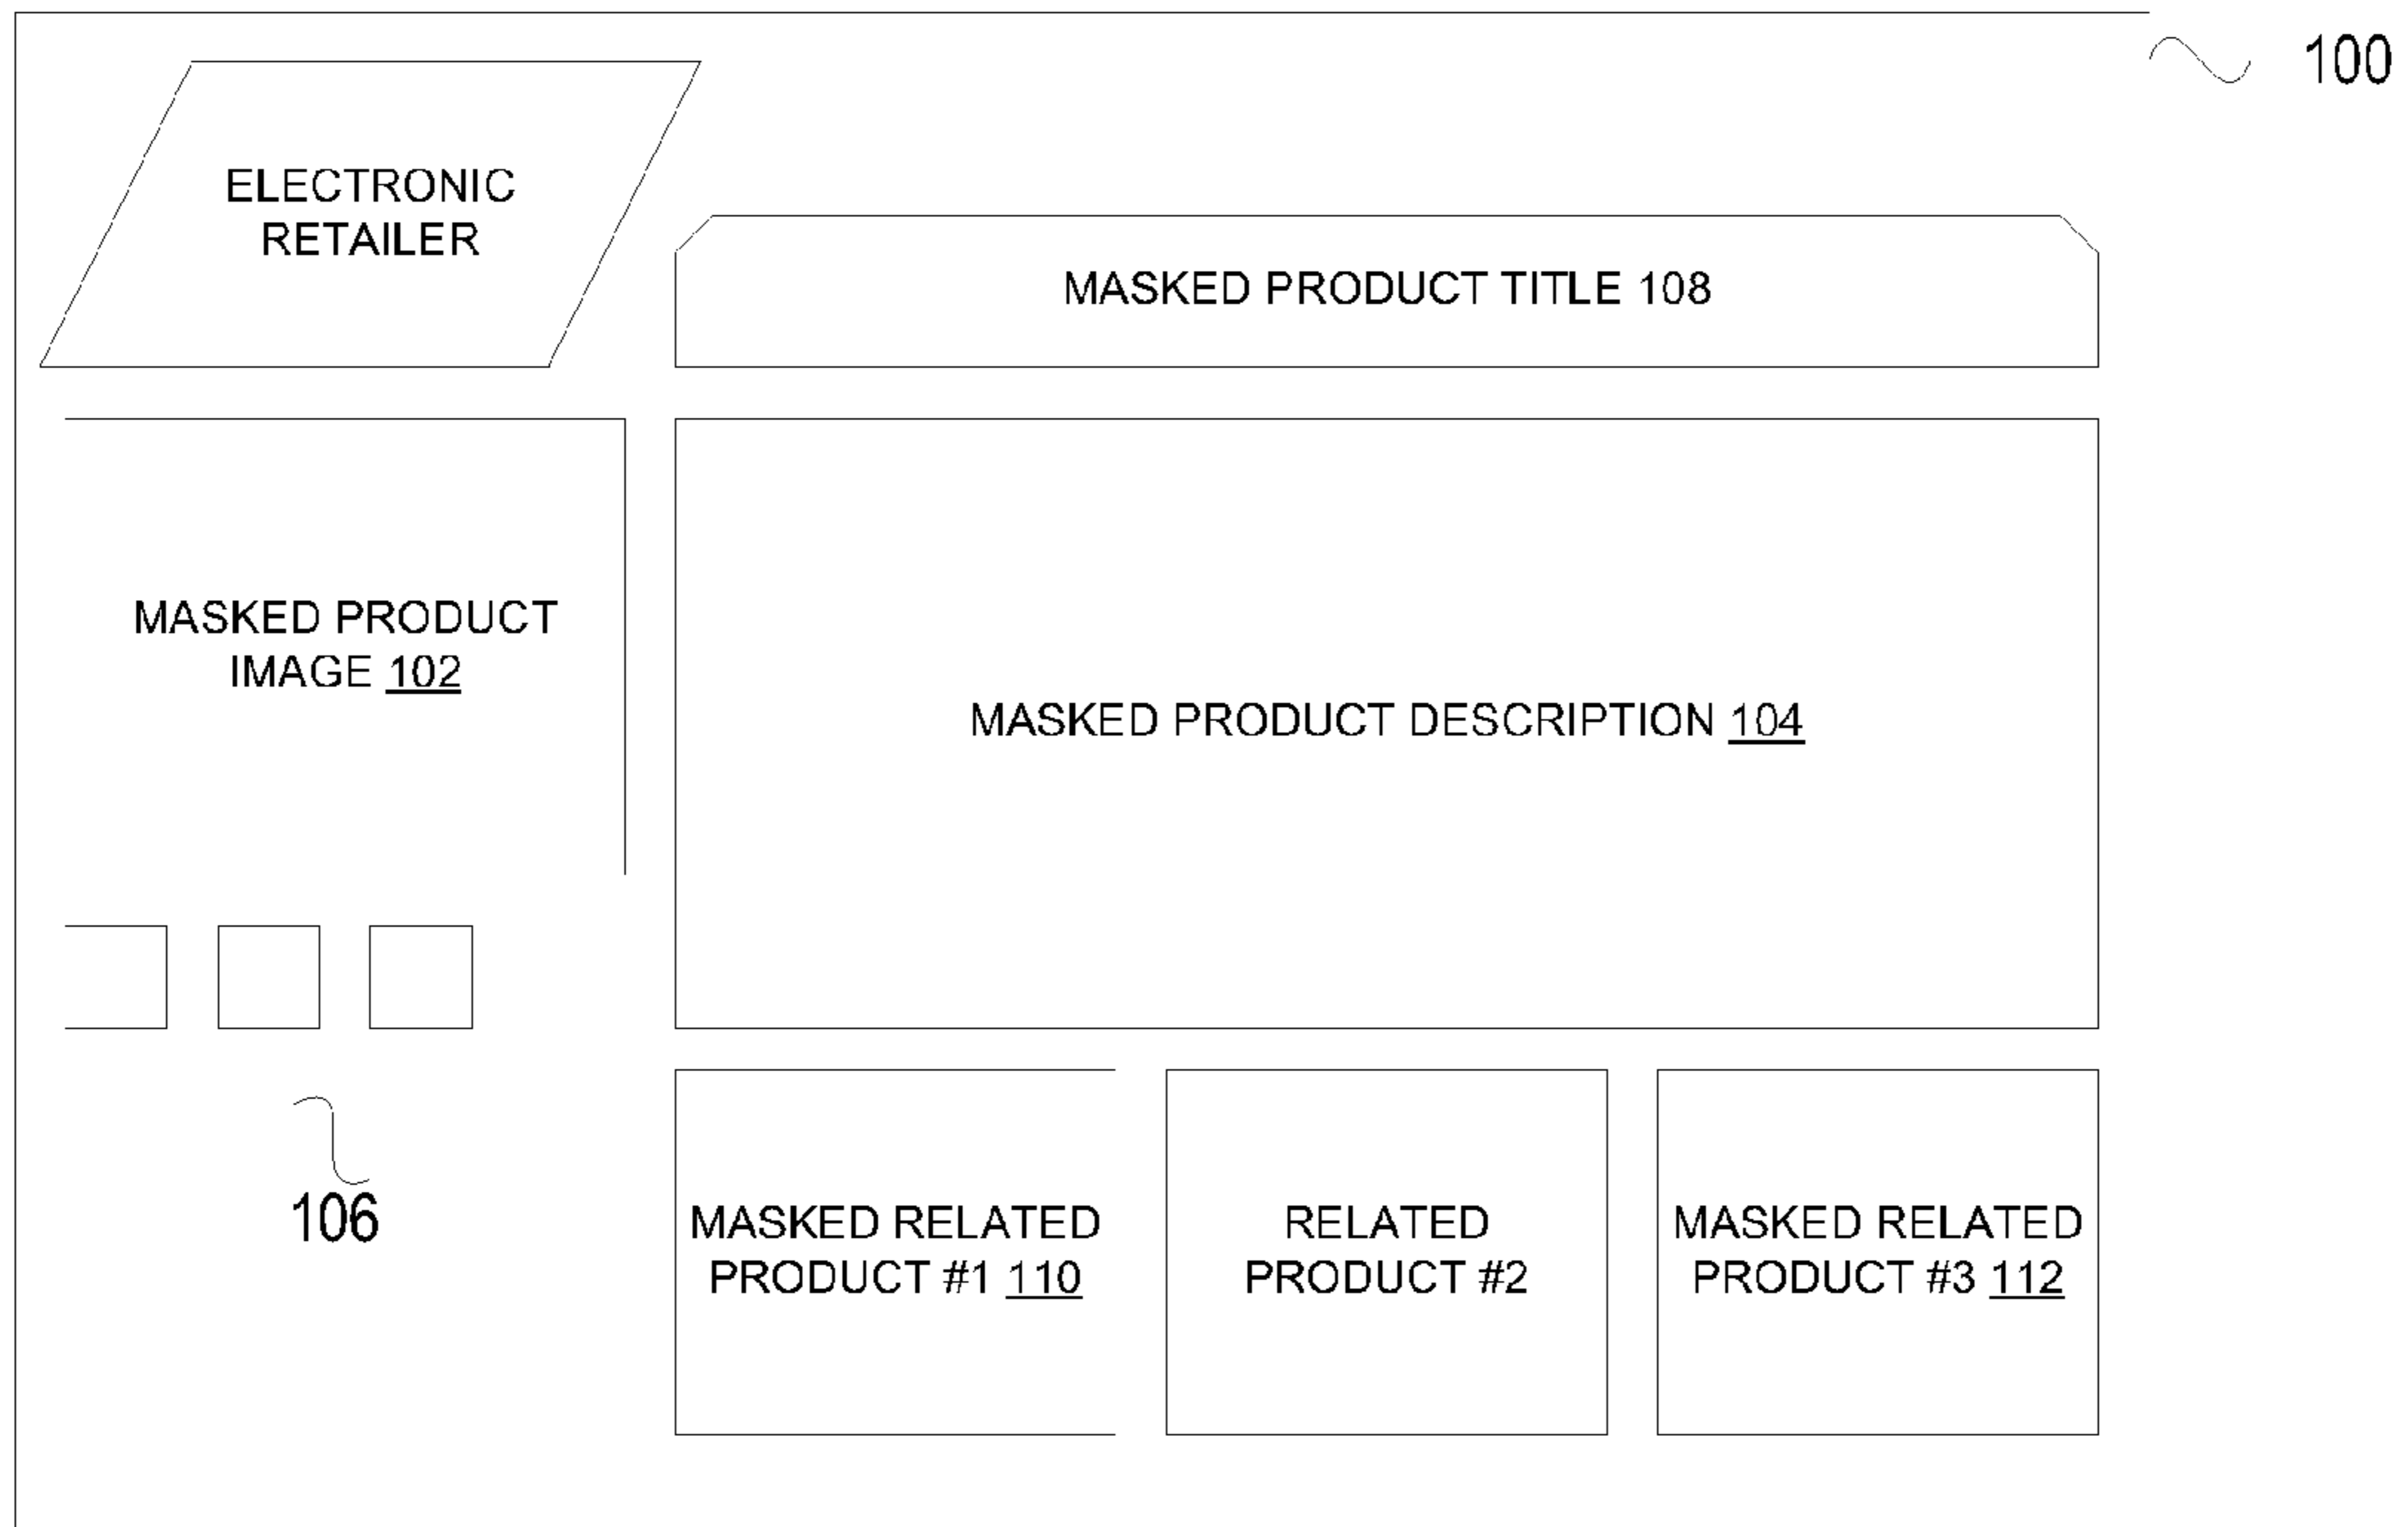 100
ELECTRONIC
RETAILER
MASKED PRODUCT TITLE 108
MASKED PRODUCT
IMAGE 102
MASKED PRODUCT DESCRIPTION 104
106
MASKED RELATED
PRODUCT #1 110
RELATED
PRODUCT #2
MASKED RELATED
PRODUCT #3 112